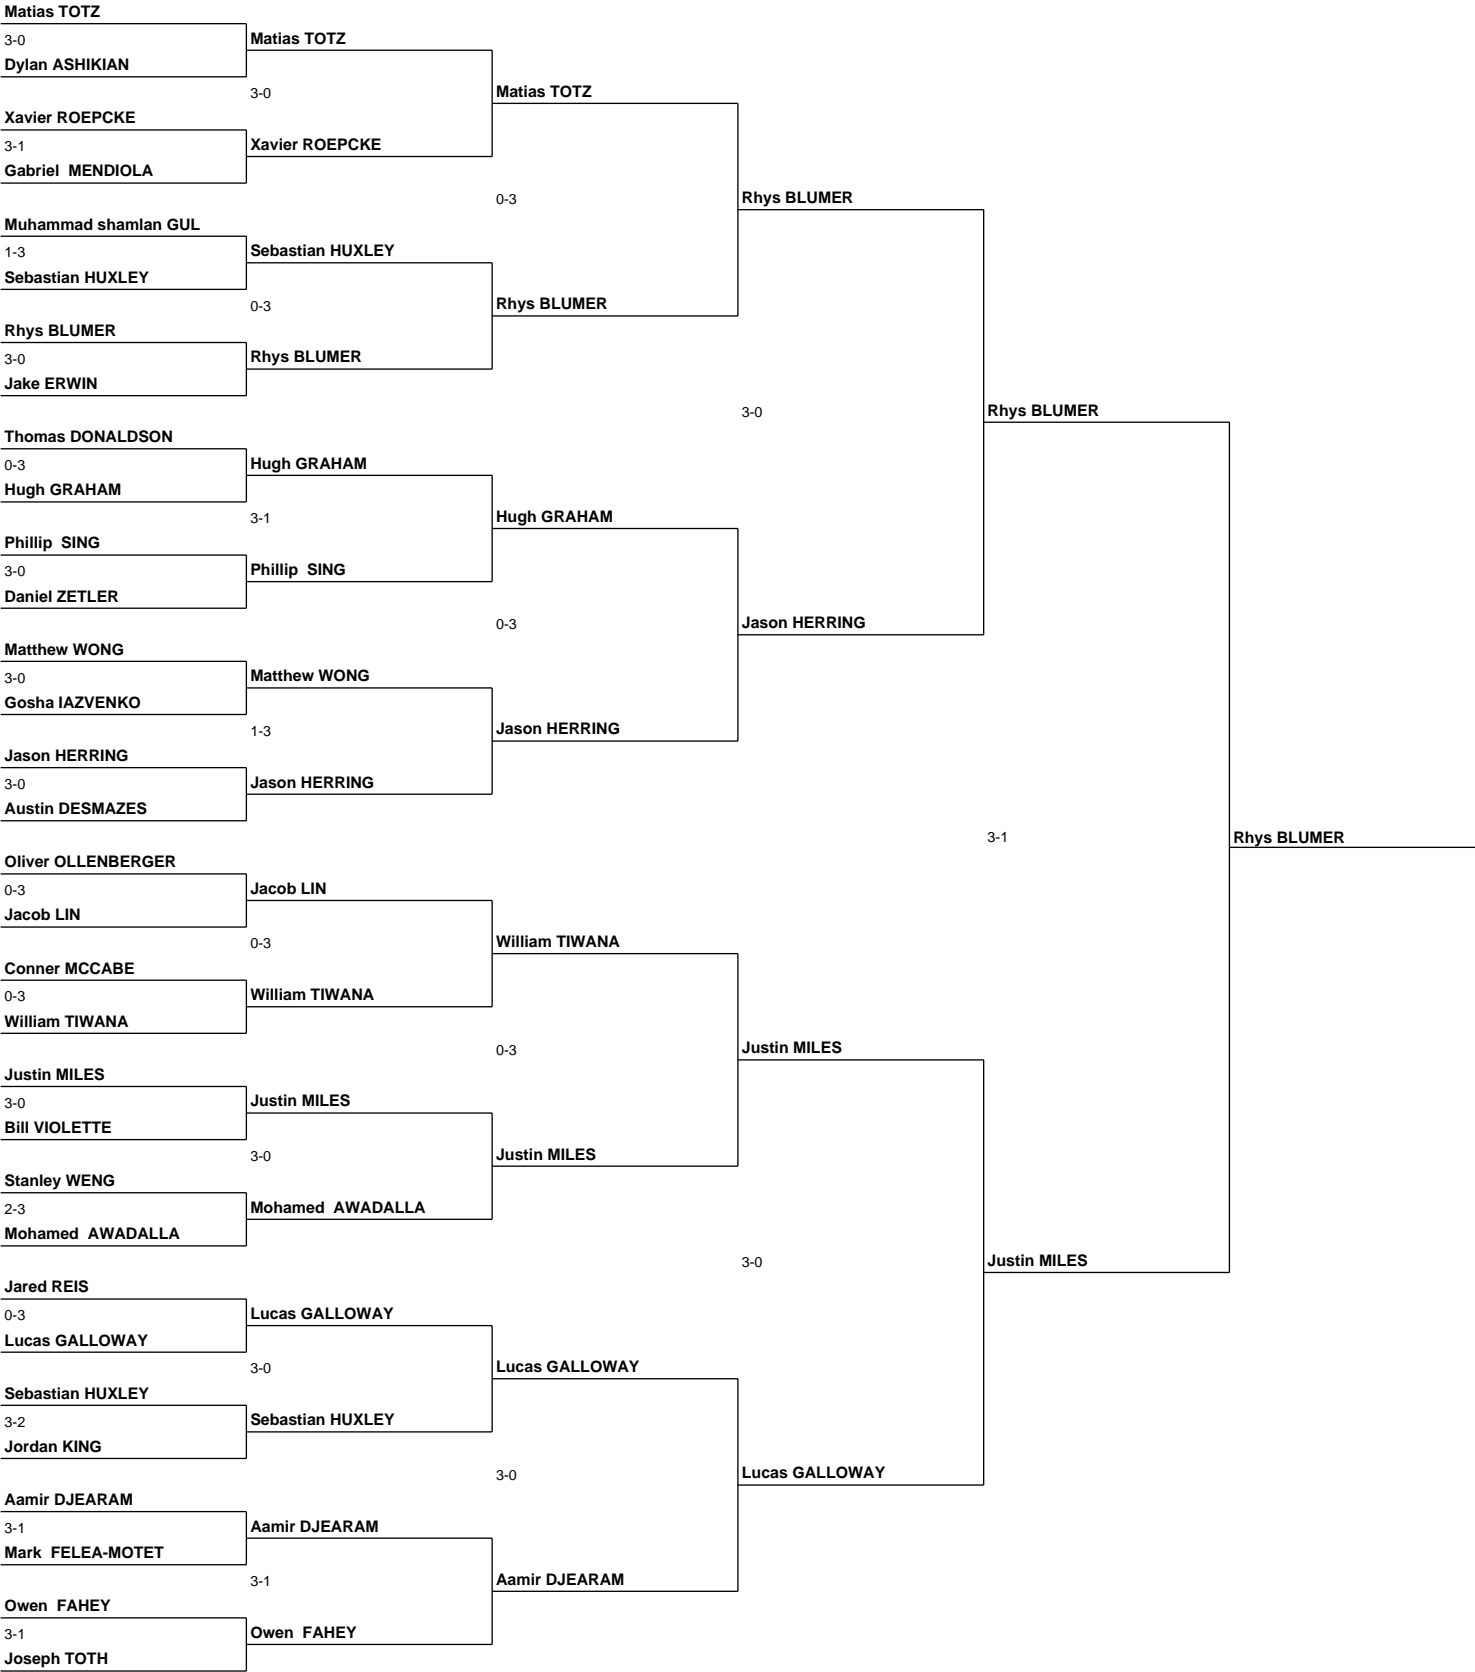 Matias TOTZ
3-0
Matias TOTZ
Dylan ASHIKIAN
3-0
Matias TOTZ
Xavier ROEPCKE
3-1
Xavier ROEPCKE
Gabriel  MENDIOLA
0-3
Rhys BLUMER
Muhammad shamlan GUL
1-3
Sebastian HUXLEY
Sebastian HUXLEY
0-3
Rhys BLUMER
Rhys BLUMER
3-0
Rhys BLUMER
Jake ERWIN
3-0
Rhys BLUMER
Thomas DONALDSON
0-3
Hugh GRAHAM
Hugh GRAHAM
3-1
Hugh GRAHAM
Phillip  SING
3-0
Phillip  SING
Daniel ZETLER
0-3
Jason HERRING
Matthew WONG
3-0
Matthew WONG
Gosha IAZVENKO
1-3
Jason HERRING
Jason HERRING
3-0
Jason HERRING
Austin DESMAZES
3-1
Rhys BLUMER
Oliver OLLENBERGER
0-3
Jacob LIN
Jacob LIN
0-3
William TIWANA
Conner MCCABE
0-3
William TIWANA
William TIWANA
0-3
Justin MILES
Justin MILES
3-0
Justin MILES
Bill VIOLETTE
3-0
Justin MILES
Stanley WENG
2-3
Mohamed  AWADALLA
Mohamed  AWADALLA
3-0
Justin MILES
Jared REIS
0-3
Lucas GALLOWAY
Lucas GALLOWAY
3-0
Lucas GALLOWAY
Sebastian HUXLEY
3-2
Sebastian HUXLEY
Jordan KING
3-0
Lucas GALLOWAY
Aamir DJEARAM
3-1
Aamir DJEARAM
Mark  FELEA-MOTET
3-1
Aamir DJEARAM
Owen  FAHEY
3-1
Owen  FAHEY
Joseph TOTH